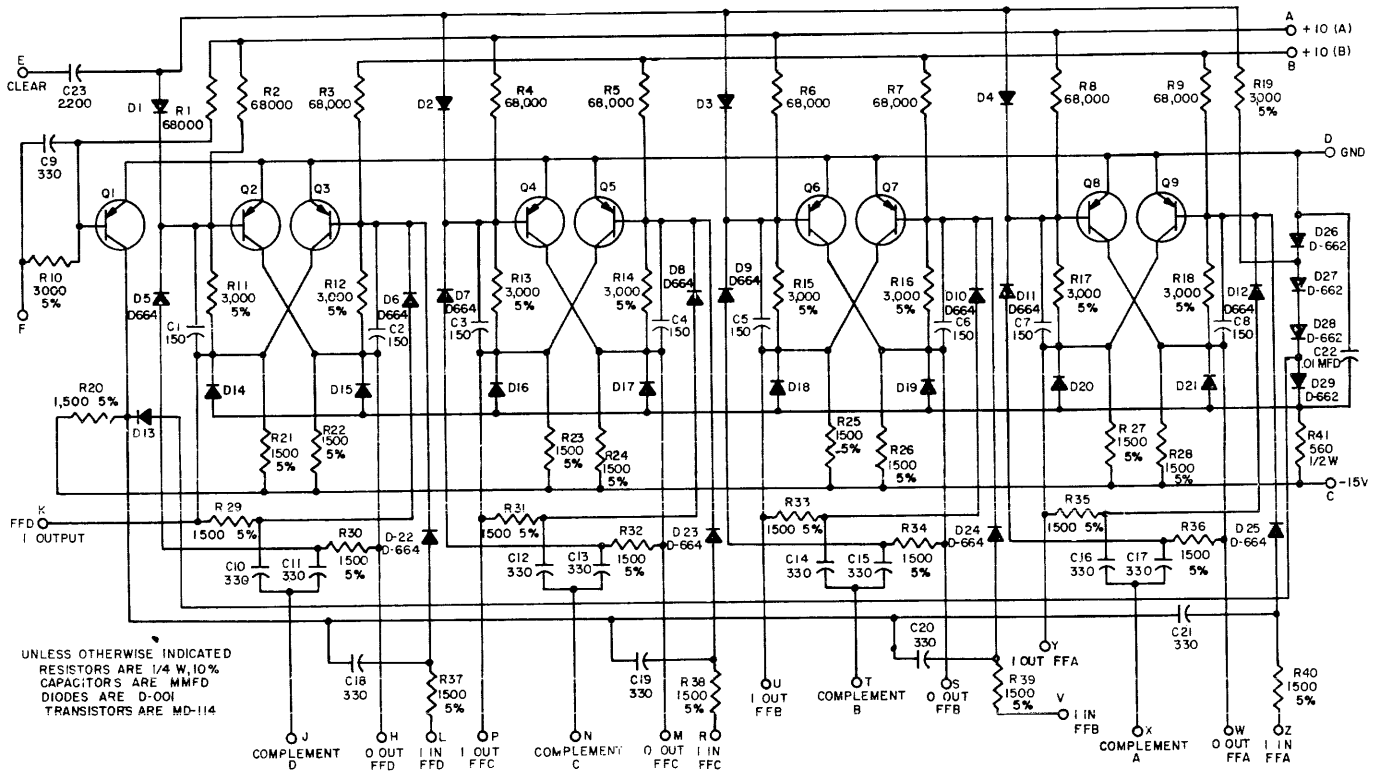 A
+10 (A)
+10 (B)
B
E
CLEAR
C23
2200
D1
R1
68000
R2
68000
R3
68,000
D2
R4
68,000
R5
68,000
D3
R6
68,000
R7
68,000
D4
R8
68,000
R9
68,000
R19
3,000
5%
C9
330
D
GND
Q1
Q2
Q3
Q4
Q5
Q6
Q7
Q8
Q9
R10
3000
5%
F
D5
D664
C1
150
R11
3,000
5%
R12
3,000
5%
D6
D664
C2
150
D7
D664
C3
150
R13
3,000
5%
R14
3,000
5%
D8
D664
C4
150
D9
D664
C5
150
R15
3,000
5%
R16
3,000
5%
D10
D664
C6
150
D11
D664
C7
150
R17
3,000
5%
R18
3,000
5%
D12
D664
C8
150
D26
D-662
D27
D-662
D28
D-662
C22
.01 MFD
D29
D-662
R20
1,500 5%
D13
D14
D15
D16
D17
D18
D19
D20
D21
R21
1500
5%
R22
1500
5%
R23
1500
5%
R24
1500
5%
R25
1500
5%
R26
1500
5%
R27
1500
5%
R28
1500
5%
R41
560
1/2 W
-15V
C
K
FFD
1 OUTPUT
R 29
1500 5%
R30
1500
5%
D-22
D-664
R31
1500 5%
R32
1500
5%
D-23
D-664
R33
1500 5%
R34
1500
5%
D24
D-664
R35
1500 5%
R36
1500
5%
D-25
D-664
C10
330
C11
330
C12
330
C13
330
C14
330
C15
330
C16
330
C17
330
UNLESS OTHERWISE INDICATED
RESISTORS ARE 1/4 W, 10%
CAPACITORS ARE MMFD
DIODES ARE D-001
TRANSISTORS ARE MD-114
C18
330
R37
1500
5%
C19
330
R38
1500
5%
C20
330
R39
1500
5%
C21
330
R40
1500
5%
J
COMPLEMENT
D
H
0 OUT
FFD
L
1 IN
FFD
P
1 OUT
FFC
N
COMPLEMENT
C
M
0 OUT
FFC
R
1 IN
FFC
U
1 OUT
FFB
T
COMPLEMENT
B
S
0 OUT
FFB
V
1 IN
FFB
Y
1 OUT FFA
X
COMPLEMENT
A
W
0 OUT
FFA
Z
1 IN
FFA